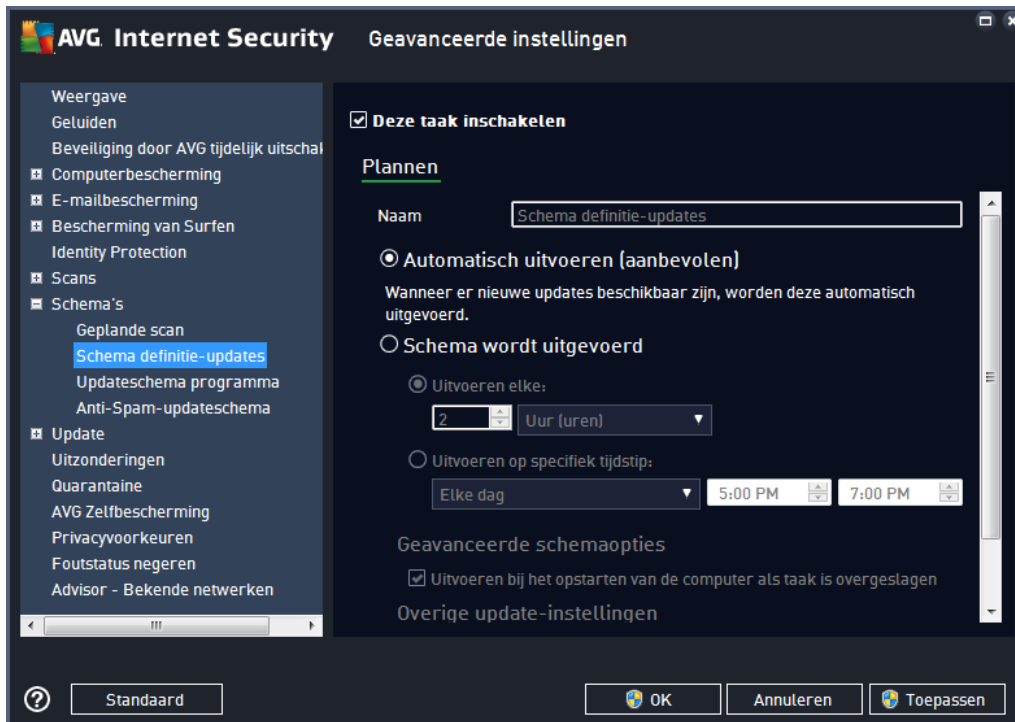 AVG. Internet Security Geavanceerde instellingen
Weergave
Geluiden
Beveiliging door AVG tijdelijk uitschak
Computerbescherming
E-mailbescherming
Bescherming van Surfen
Identity Protection
Scans
Schema's
Geplande scan
Schema definitie-updates
Updateschema programma
Anti-Spam-updateschema
Update
Uitzonderingen
Quarantaine
AVG Zelfbescherming
Privacyvoorkeuren
Foutstatus negeren
Advisor - Bekende netwerken
Deze taak inschakelen
Plannen
Naam Schema definitie-updates
Automatisch uitvoeren (aanbevolen)
Wanneer er nieuwe updates beschikbaar zijn, worden deze automatisch
uitgevoerd.
Schema wordt uitgevoerd
Uitvoeren elke:
2 Uur (uren)
Uitvoeren op specifiek tijdstip:
Elke dag 5:00 PM 7:00 PM
Geavanceerde schemaopties
Uitvoeren bij het opstarten van de computer als taak is overgeslagen
Overige update-instellingen
? Standaard OK Annuleren Toepassen